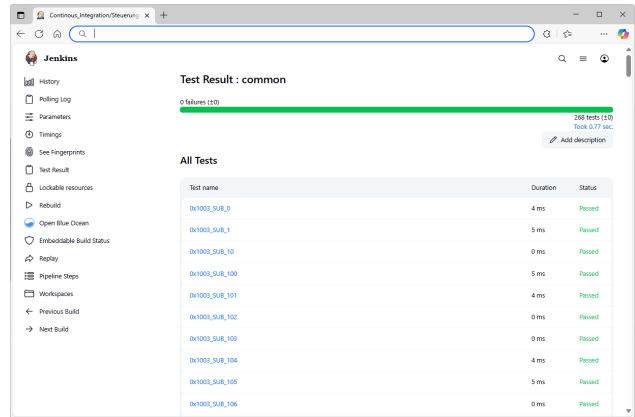 Continous_Integration/Steuerung
Jenkins
History
Polling Log
Parameters
Timings
See Fingerprints
Test Result
Lockable resources
Rebuild
Open Blue Ocean
Embeddable Build Status
Replay
Pipeline Steps
Workspaces
Previous Build
Next Build
Test Result : common
0 failures (±0)
268 tests (±0)
Took 0.77 sec.
Add description
All Tests
Test name Duration Status
0x1003_SUB_0 4 ms Passed
0x1003_SUB_1 5 ms Passed
0x1003_SUB_10 0 ms Passed
0x1003_SUB_100 5 ms Passed
0x1003_SUB_101 4 ms Passed
0x1003_SUB_102 0 ms Passed
0x1003_SUB_103 0 ms Passed
0x1003_SUB_104 4 ms Passed
0x1003_SUB_105 5 ms Passed
0x1003_SUB_106 0 ms Passed